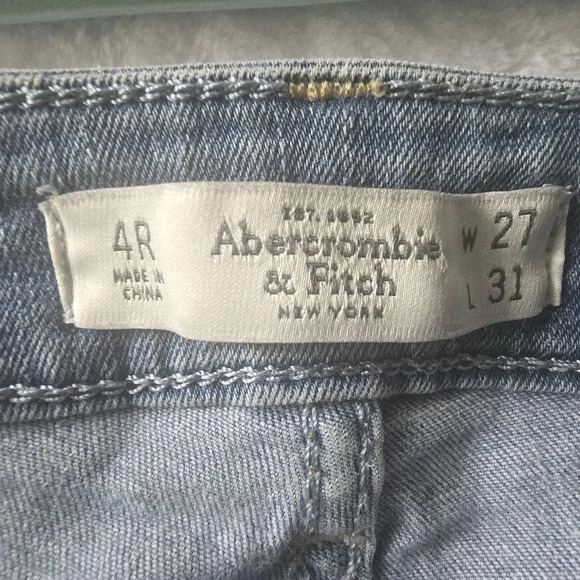 4R
MADE IN
CHINA
EST. 1892
Abercrombie
& Fitch
NEW YORK
W 27
L 31